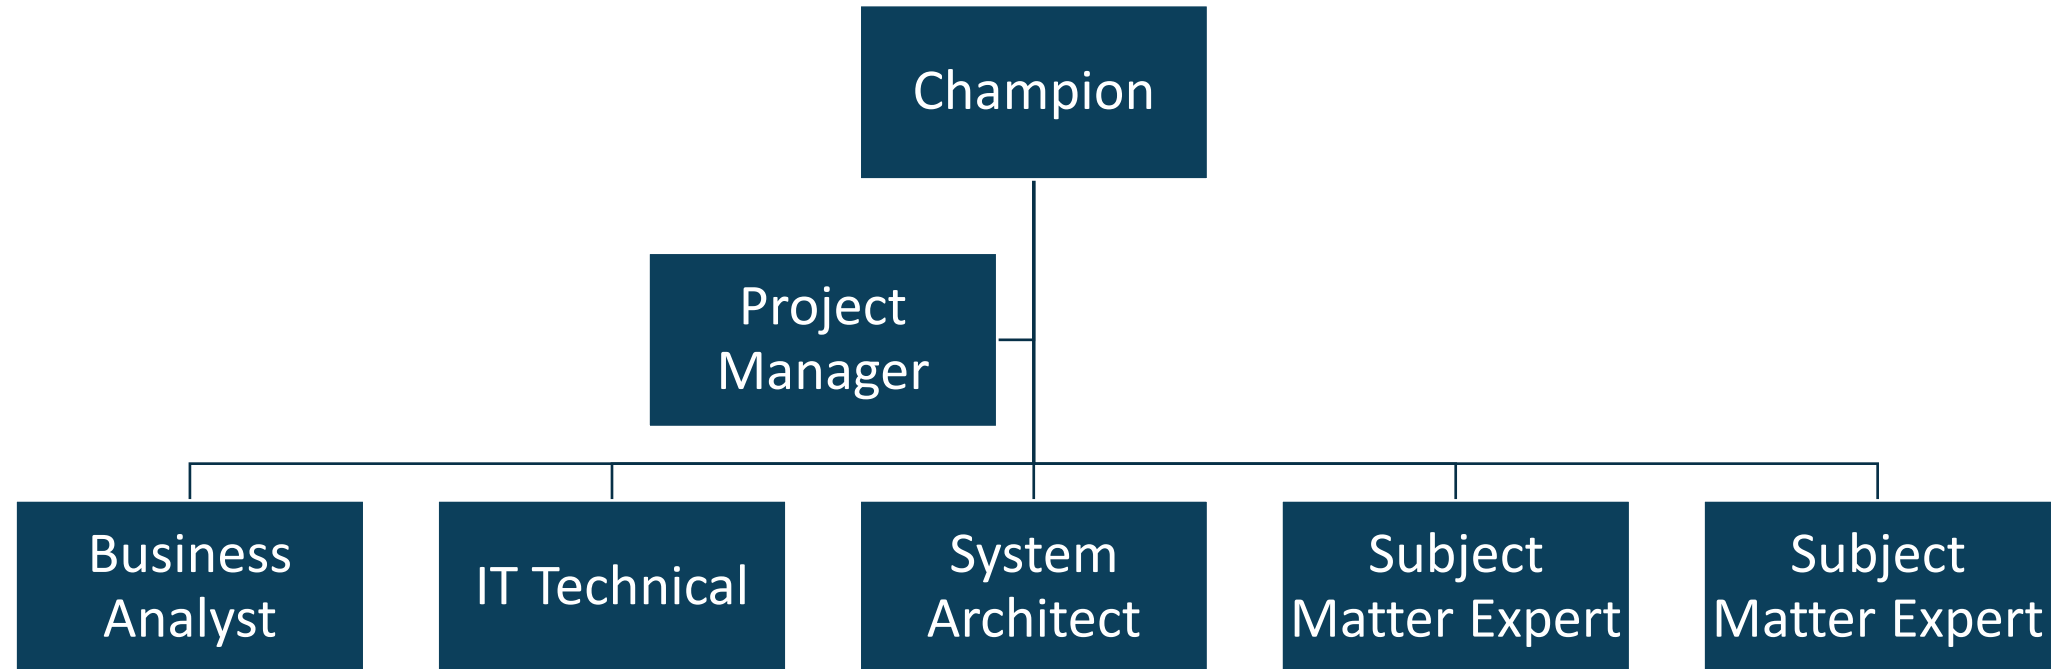 Champion
Project
Manager
Business
Analyst
IT Technical
System
Architect
Subject
Matter Expert
Subject
Matter Expert